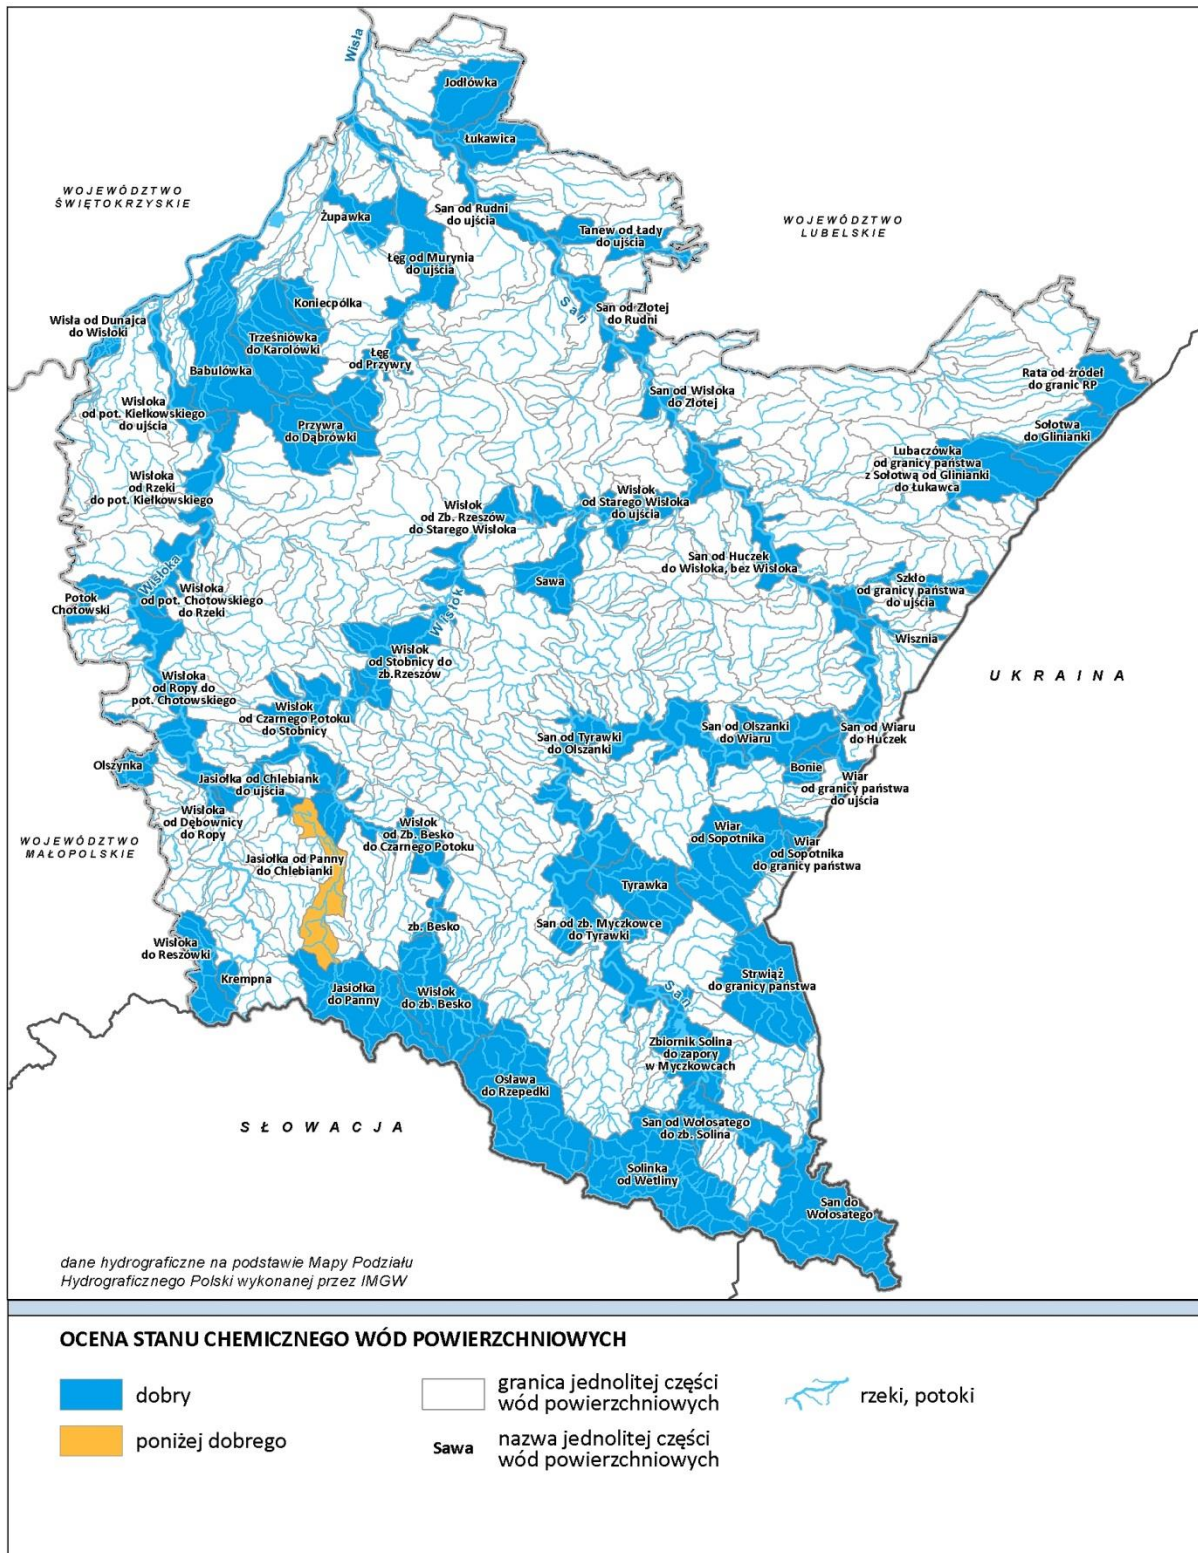 Wisła
Jodłówka
Łukawica
WOJEWÓDZTWO
ŚWIĘTOKRZYSKIE
Żupawka
San od Rudni
do ujścia
WOJEWÓDZTWO
LUBELSKIE
Tanew od Łady
do ujścia
Łęg od Murynia
do ujścia
Koniecpólka
San
San od Złotej
do Rudni
Wisła od Dunajca
do Wisłoki
Trześniówka
do Karolówki
Łęg
od Przywry
Babulówka
Rata od źródeł
do granic RP
San od Wisłoka
do Złotej
Wisłoka
od pot. Kiełkowskiego
do ujścia
Przywra
do Dąbrówki
Sołotwa
do Glinianki
Lubaczówka
od granicy państwa
z Sołotwą od Glinianki
do Łukawca
Wisłoka
od Rzeki
do pot. Kiełkowskiego
Wisłok
od Zb. Rzeszów
do Starego Wisłoka
Wisłok
od Starego Wisłoka
do ujścia
San od Huczek
do Wisłoka, bez Wisłoka
Sawa
Szkło
od granicy państwa
do ujścia
Wisłoka
Potok
Chotowski
Wisłoka
od pot. Chotowskiego
do Rzeki
Wisłok
Wisznia
Wisłok
od Stobnicy do
zb.Rzeszów
UKRAINA
Wisłoka
od Ropy do
pot. Chotowskiego
Wisłok
od Czarnego Potoku
do Stobnicy
San od Tyrawki
do Olszanki
San od Olszanki
do Wiaru
San od Wiaru
do Huczek
Olszynka
Bonie
Jasiołka od Chlebiank
do ujścia
Wiar
od granicy państwa
do ujścia
Wisłoka
od Dębownicy
do Ropy
Wisłok
od Zb. Besko
do Czarnego Potoku
WOJEWÓDZTWO
MAŁOPOLSKIE
Wiar
od Sopotnika
Wiar
od Sopotnika
do granicy państwa
Jasiołka od Panny
do Chlebianki
Tyrawka
zb. Besko
San od zb. Myczkowce
do Tyrawki
Wisłoka
do Reszówki
Krempna
Jasiołka
do Panny
Wisłok
do zb. Besko
Strwiąż
do granicy państwa
San
Zbiornik Solina
do zapory
w Myczkowcach
Osława
do Rzepedki
SŁOWACJA
San od Wołosatego
do zb. Solina
Solinka
od Wetliny
San do
Wołosatego
dane hydrograficzne na podstawie Mapy Podziału
Hydrograficznego Polski wykonanej przez IMGW
OCENA STANU CHEMICZNEGO WÓD POWIERZCHNIOWYCH
dobry
poniżej dobrego
granica jednolitej części
wód powierzchniowych
Sawa
nazwa jednolitej części
wód powierzchniowych
rzeki, potoki